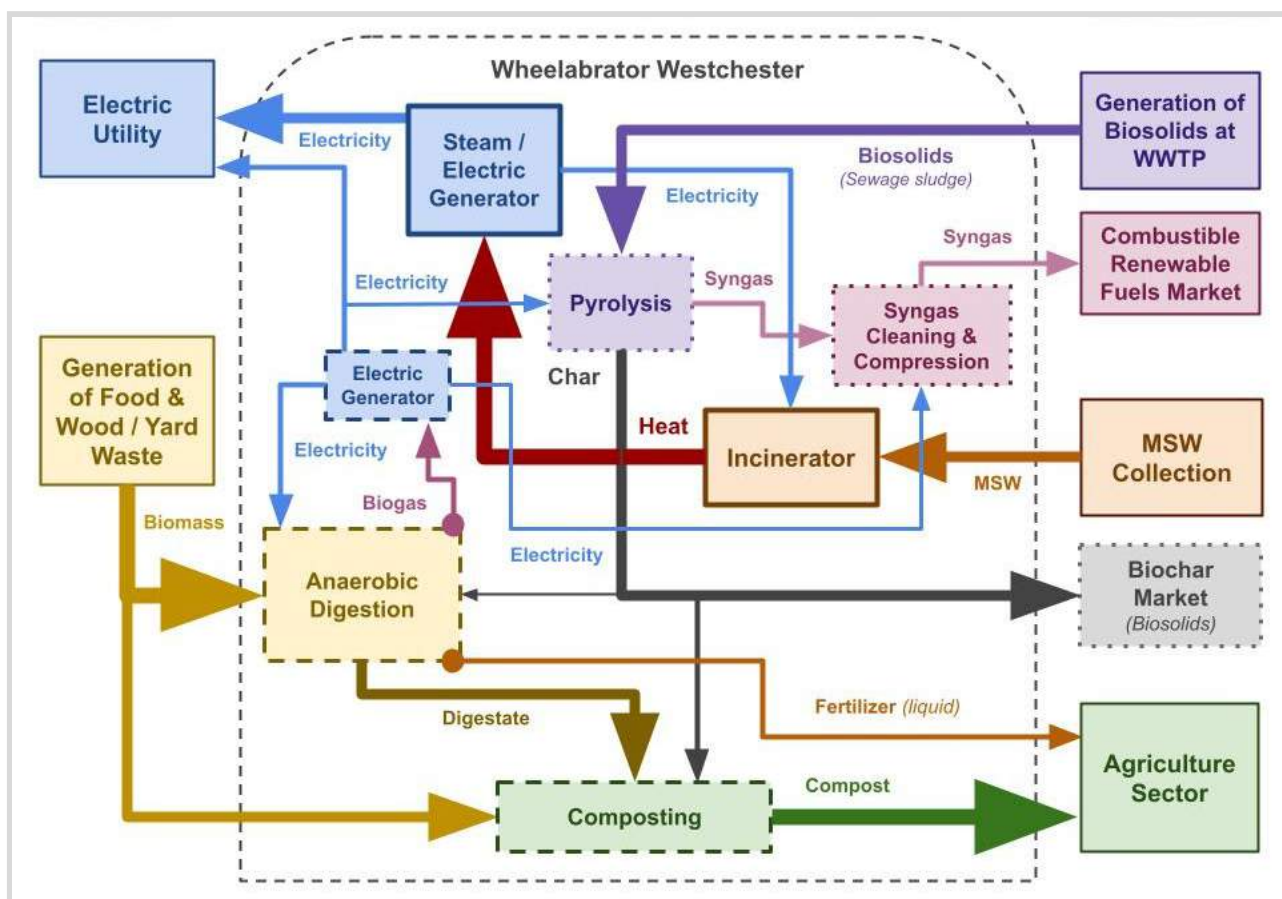 Wheelabrator Westchester
Electric
Utility
Electricity
Steam /
Electric
Generator
Generation of
Biosolids at
WWTP
Biosolids
(Sewage sludge)
Electricity
Syngas
Combustible
Renewable
Fuels Market
Electricity
Pyrolysis
Syngas
Syngas
Cleaning &
Compression
Generation
of Food &
Wood / Yard
Waste
Electric
Generator
Char
Heat
Incinerator
MSW
MSW
Collection
Electricity
Biogas
Biomass
Electricity
Anaerobic
Digestion
Biochar
Market
(Biosolids)
Digestate
Fertilizer (liquid)
Agriculture
Sector
Compost
Composting